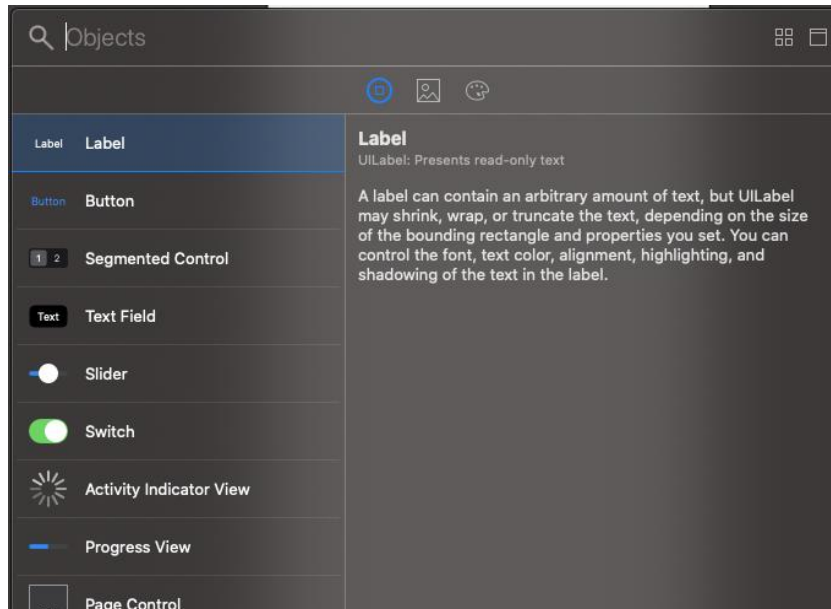 Objects
Label Label
Button Button
1 2 Segmented Control
Text Text Field
Slider
Switch
Activity Indicator View
Progress View
Page Control
Label
UILabel: Presents read-only text
A label can contain an arbitrary amount of text, but UILabel
may shrink, wrap, or truncate the text, depending on the size
of the bounding rectangle and properties you set. You can
control the font, text color, alignment, highlighting, and
shadowing of the text in the label.